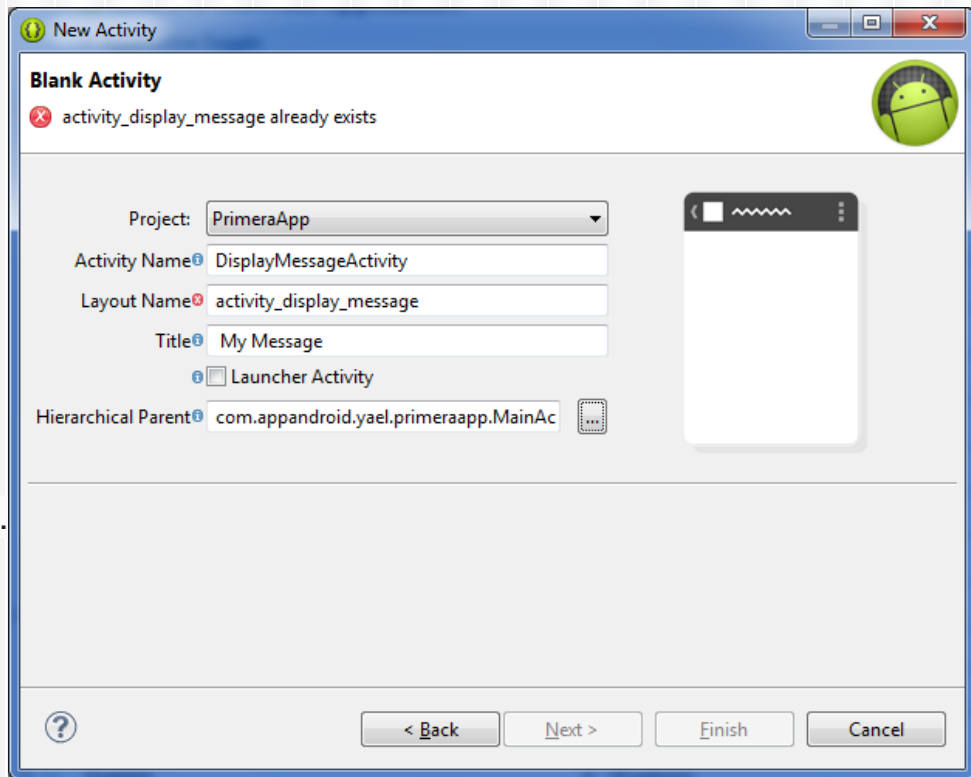 New Activity
Blank Activity
activity_display_message already exists
Project: PrimeraApp
Activity Name DisplayMessageActivity
Layout Name activity_display_message
Title My Message
Launcher Activity
Hierarchical Parent com.appandroid.yael.primeraapp.MainAc ...
.
< Back Next > Finish Cancel